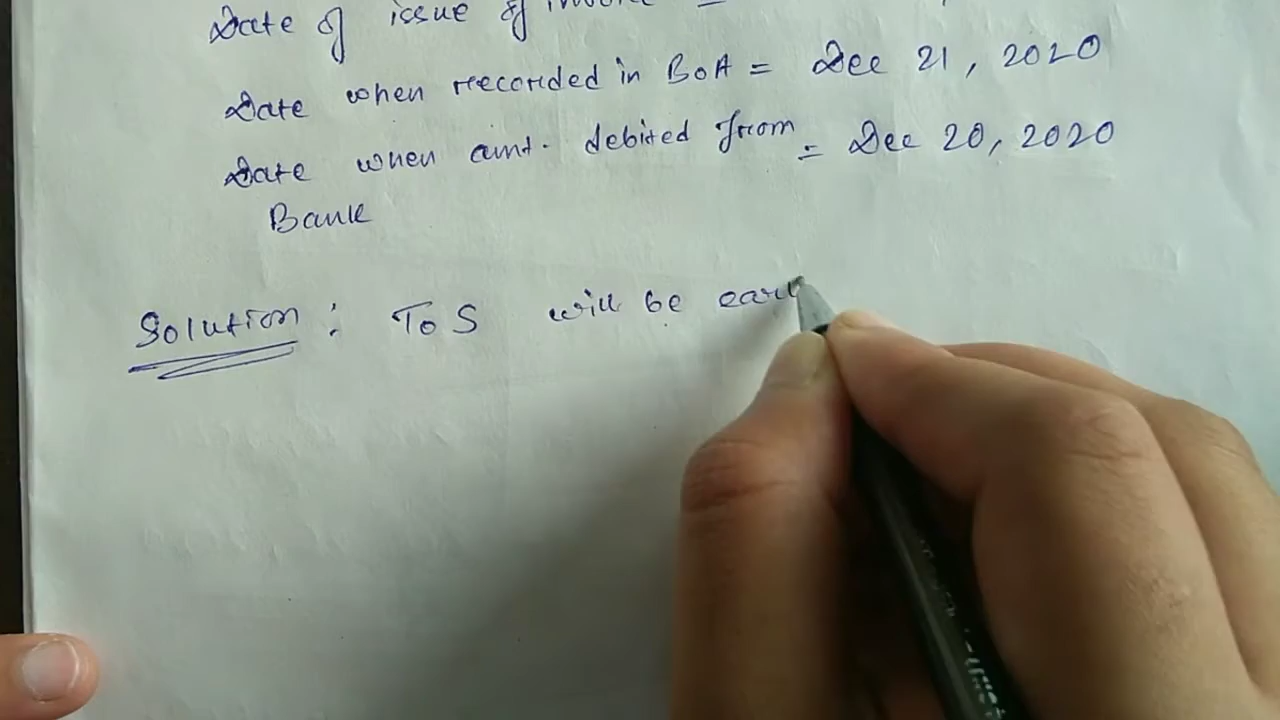 Date of issue of
Date when recorded in BOA = Dec 21, 2020
Date when amt. debited from = Dec 20, 2020
Bank
Solution : TOS will be earl